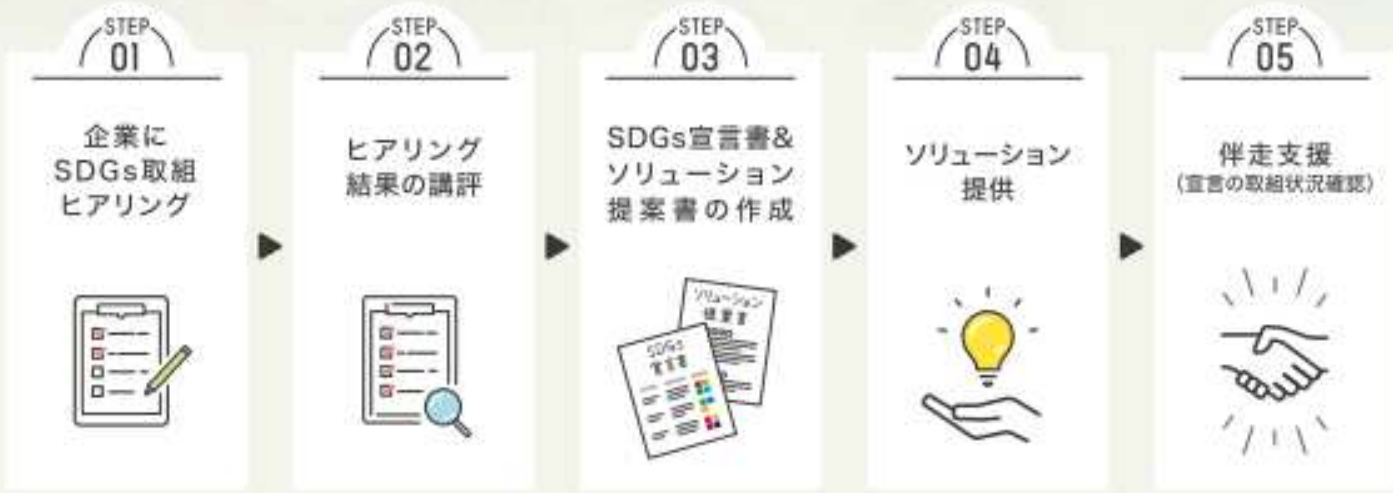 STEP
01
企業に
SDGs取組
ヒアリング
STEP
02
ヒアリング
結果の講評
STEP
03
SDGs宣言書&
ソリューション
提案書の作成
ソリューション
提案書
SDGs
宣言書
STEP
04
ソリューション
提供
STEP
05
伴走支援
(宣言の取組状況確認)